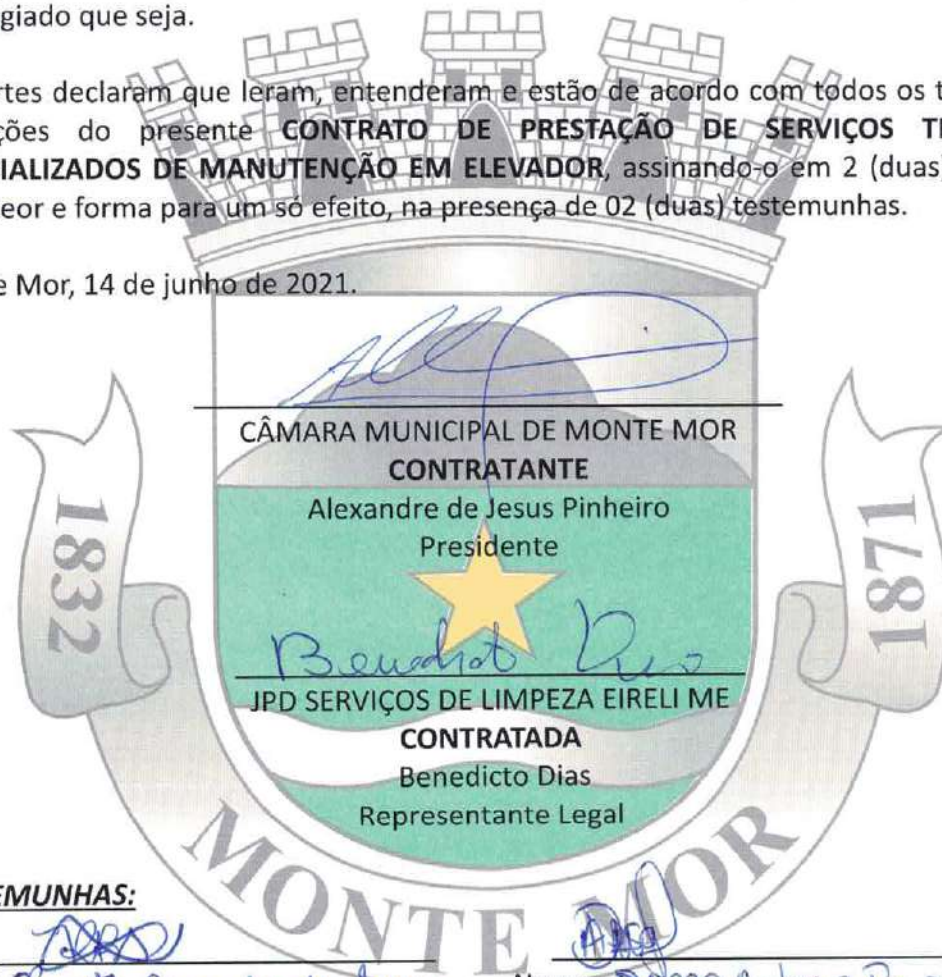 giado que seja.
rtes declaram que leram, entenderam e estão de acordo com todos os t
ções do presente CONTRATO DE PRESTAÇÃO DE SERVIÇOS T
IALIZADOS DE MANUTENÇÃO EM ELEVADOR, assinando-o em 2 (duas)
eor e forma para um só efeito, na presença de 02 (duas) testemunhas.
e Mor, 14 de junho de 2021.
CÂMARA MUNICIPAL DE MONTE MOR
CONTRATANTE
Alexandre de Jesus Pinheiro
Presidente
1832
1871
JPD SERVIÇOS DE LIMPEZA EIRELI ME
CONTRATADA
Benedicto Dias
Representante Legal
MONTE MOR
EMUNHAS: